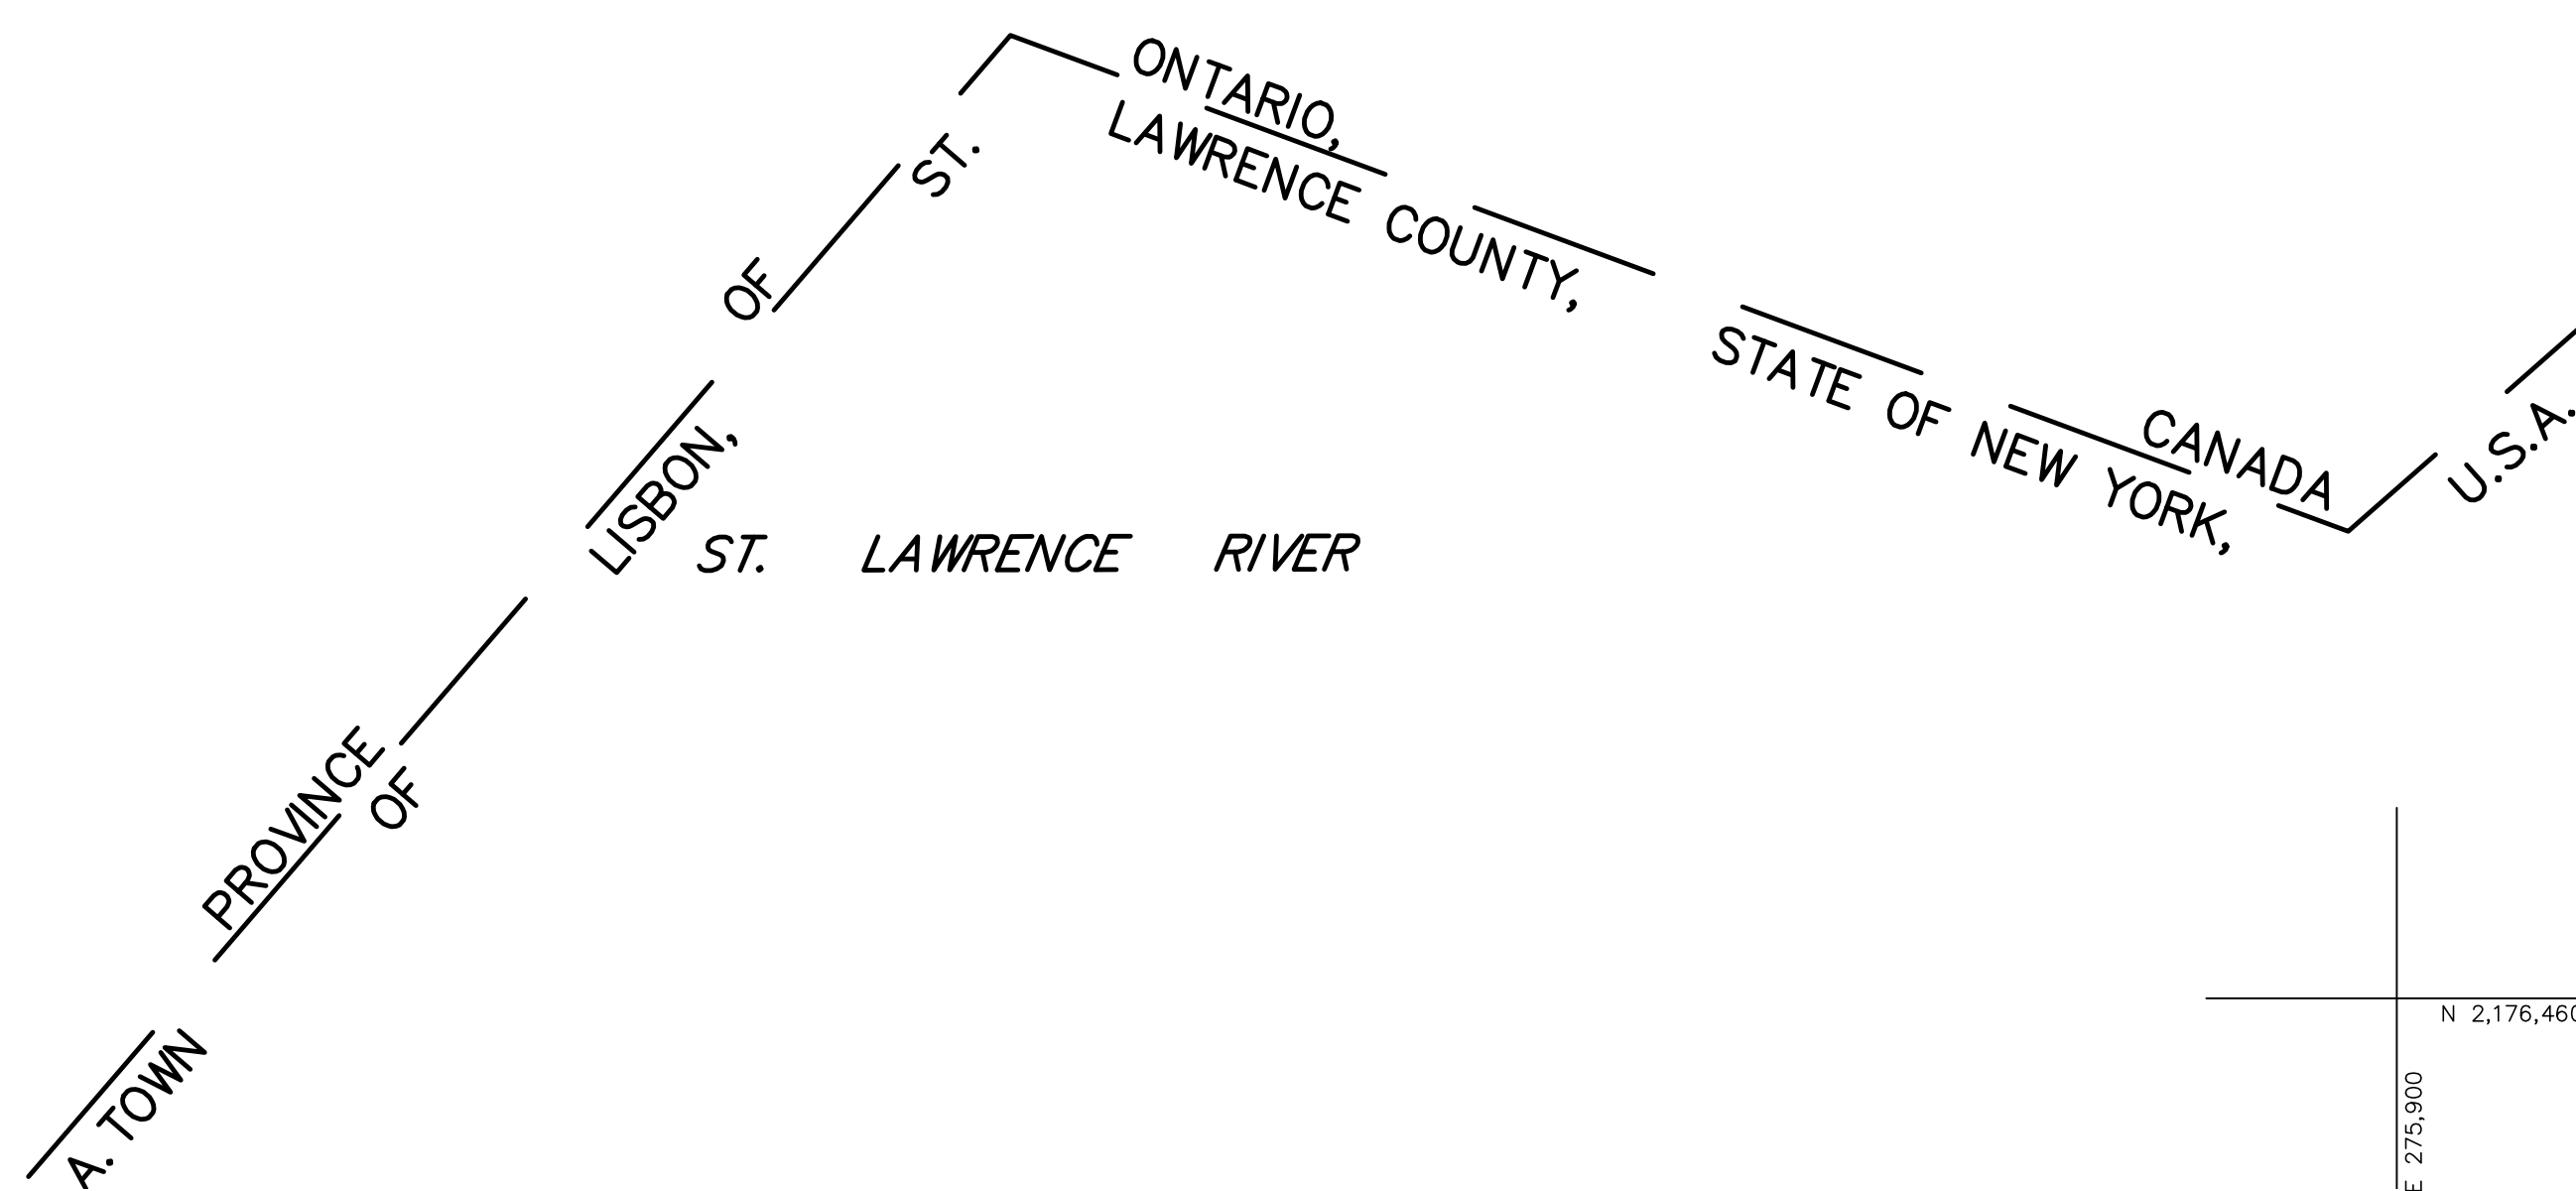 PROVINCE OF ONTARIO, CANADA
A. TOWN OF LISBON, ST. LAWRENCE COUNTY, STATE OF NEW YORK, U.S.A.
ST. LAWRENCE RIVER
N 2,176,460
E 275,900